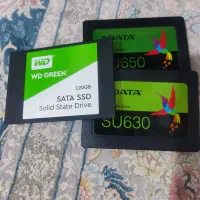 WD
WD GREEN
120GB
SATA SSD
Solid State Drive
ADATA
SU650
ADATA
SU630